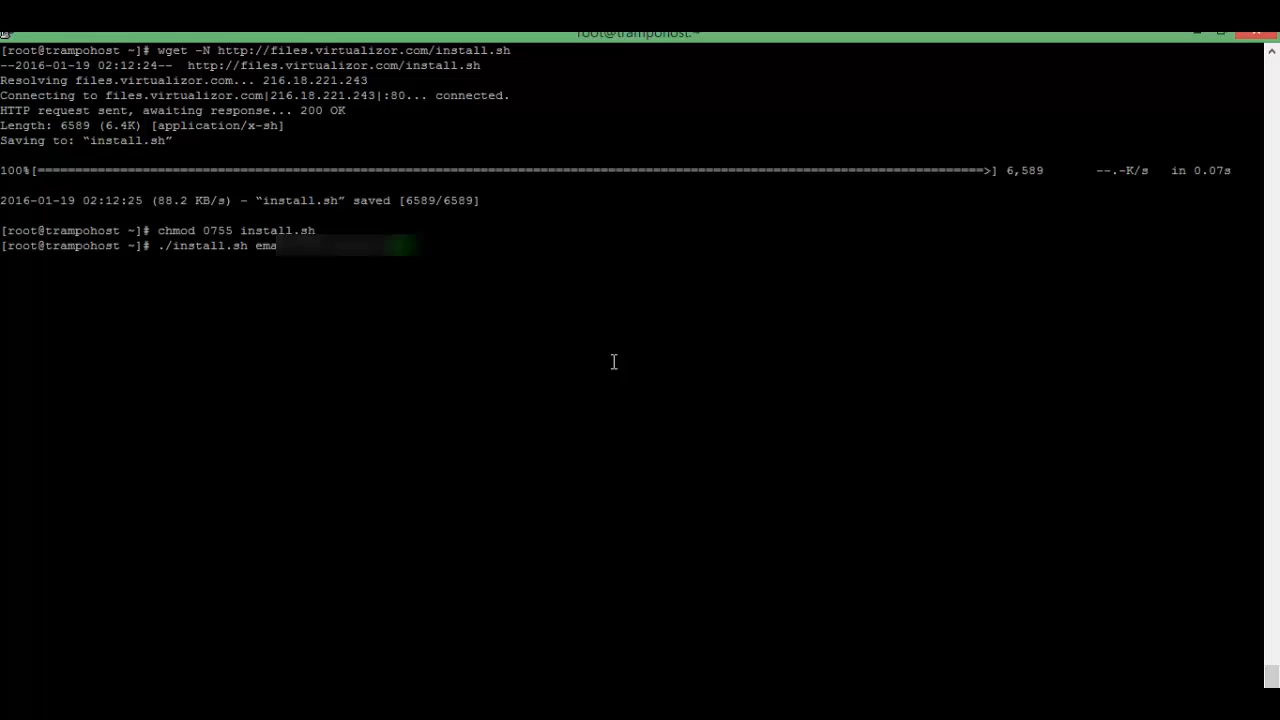 root@trampohost:~
[root@trampohost ~]# wget -N http://files.virtualizor.com/install.sh
--2016-01-19 02:12:24--  http://files.virtualizor.com/install.sh
Resolving files.virtualizor.com... 216.18.221.243
Connecting to files.virtualizor.com|216.18.221.243|:80... connected.
HTTP request sent, awaiting response... 200 OK
Length: 6589 (6.4K) [application/x-sh]
Saving to: “install.sh”
100%[==============================================================================================================================>] 6,589       --.-K/s   in 0.07s
2016-01-19 02:12:25 (88.2 KB/s) - “install.sh” saved [6589/6589]
[root@trampohost ~]# chmod 0755 install.sh
[root@trampohost ~]# ./install.sh ema